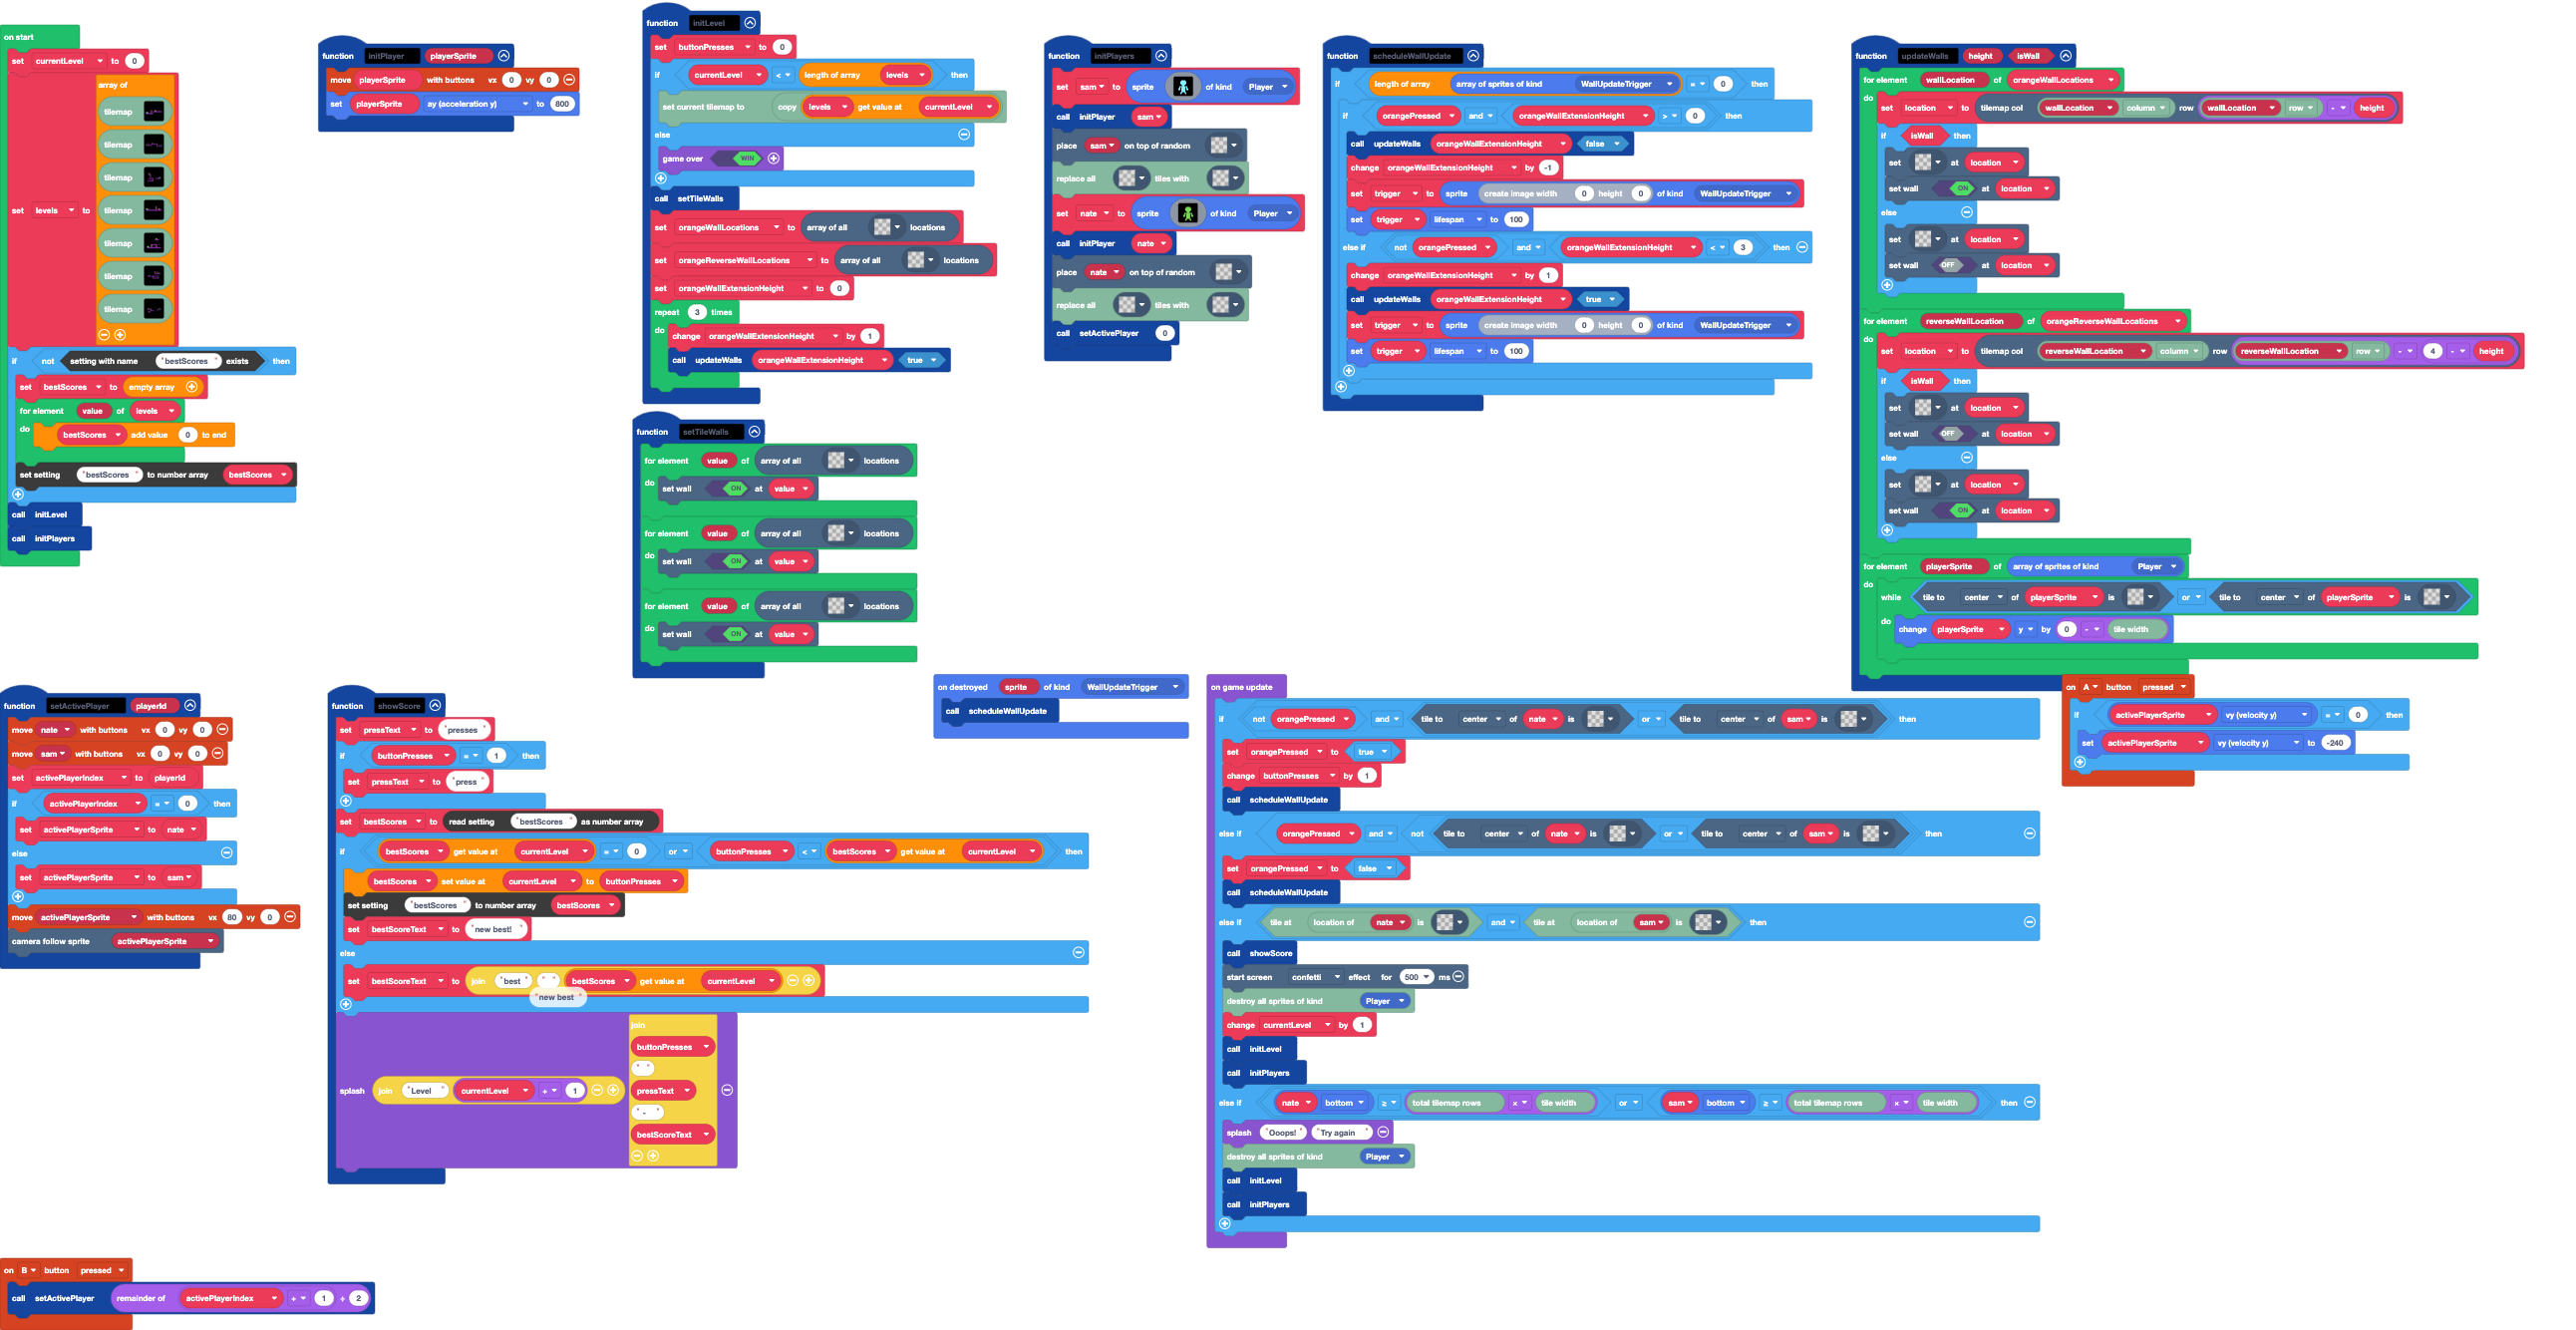 on start
set currentLevel to 0
set levels to array of
tilemap
tilemap
tilemap
tilemap
tilemap
tilemap
tilemap
if not setting with name "bestScores" exists then
set bestScores to empty array
for element value of levels
do bestScores add value 0 to end
set setting "bestScores" to number array bestScores
call initLevel
call initPlayers
function initPlayer playerSprite
move playerSprite with buttons vx 0 vy 0
set playerSprite ay (acceleration y) to 800
function initLevel
set buttonPresses to 0
if currentLevel < length of array levels then
set current tilemap to copy levels get value at currentLevel
else
game over WIN
call setTileWalls
set orangeWallLocations to array of all locations
set orangeReverseWallLocations to array of all locations
set orangeWallExtensionHeight to 0
repeat 3 times
do change orangeWallExtensionHeight by 1
call updateWalls orangeWallExtensionHeight true
function setTileWalls
for element value of array of all locations
do set wall ON at value
for element value of array of all locations
do set wall ON at value
for element value of array of all locations
do set wall ON at value
function initPlayers
set sam to sprite of kind Player
call initPlayer sam
place sam on top of random
replace all tiles with
set nate to sprite of kind Player
call initPlayer nate
place nate on top of random
replace all tiles with
call setActivePlayer 0
function scheduleWallUpdate
if length of array array of sprites of kind WallUpdateTrigger = 0 then
if orangePressed and orangeWallExtensionHeight > 0 then
call updateWalls orangeWallExtensionHeight false
change orangeWallExtensionHeight by -1
set trigger to sprite create image width 0 height 0 of kind WallUpdateTrigger
set trigger lifespan to 100
else if not orangePressed and orangeWallExtensionHeight < 3 then
change orangeWallExtensionHeight by 1
call updateWalls orangeWallExtensionHeight true
set trigger to sprite create image width 0 height 0 of kind WallUpdateTrigger
set trigger lifespan to 100
function updateWalls height isWall
for element wallLocation of orangeWallLocations
do set location to tilemap col wallLocation column row wallLocation row - height
if isWall then
set at location
set wall ON at location
else
set at location
set wall OFF at location
for element reverseWallLocation of orangeReverseWallLocations
do set location to tilemap col reverseWallLocation column row reverseWallLocation row - 4 - height
if isWall then
set at location
set wall OFF at location
else
set at location
set wall ON at location
for element playerSprite of array of sprites of kind Player
do while tile to center of playerSprite is or tile to center of playerSprite is
do change playerSprite y by 0 - tile width
function setActivePlayer playerId
move nate with buttons vx 0 vy 0
move sam with buttons vx 0 vy 0
set activePlayerIndex to playerId
if activePlayerIndex = 0 then
set activePlayerSprite to nate
else
set activePlayerSprite to sam
move activePlayerSprite with buttons vx 80 vy 0
camera follow sprite activePlayerSprite
function showScore
set pressText to "presses"
if buttonPresses = 1 then
set pressText to "press"
set bestScores to read setting "bestScores" as number array
if bestScores get value at currentLevel = 0 or buttonPresses < bestScores get value at currentLevel then
bestScores set value at currentLevel to buttonPresses
set setting "bestScores" to number array bestScores
set bestScoreText to "new best!"
else
set bestScoreText to join "best" " " bestScores get value at currentLevel
"new best"
splash join "Level " currentLevel + 1 join
buttonPresses
" "
pressText
" - "
bestScoreText
on destroyed sprite of kind WallUpdateTrigger
call scheduleWallUpdate
on game update
if not orangePressed and tile to center of nate is or tile to center of sam is then
set orangePressed to true
change buttonPresses by 1
call scheduleWallUpdate
else if orangePressed and not tile to center of nate is or tile to center of sam is then
set orangePressed to false
call scheduleWallUpdate
else if tile at location of nate is and tile at location of sam is then
call showScore
start screen confetti effect for 500 ms
destroy all sprites of kind Player
change currentLevel by 1
call initLevel
call initPlayers
else if nate bottom ≥ total tilemap rows × tile width or sam bottom ≥ total tilemap rows × tile width then
splash "Ooops!" "Try again"
destroy all sprites of kind Player
call initLevel
call initPlayers
on A button pressed
if activePlayerSprite vy (velocity y) = 0 then
set activePlayerSprite vy (velocity y) to -240
on B button pressed
call setActivePlayer remainder of activePlayerIndex + 1 ÷ 2